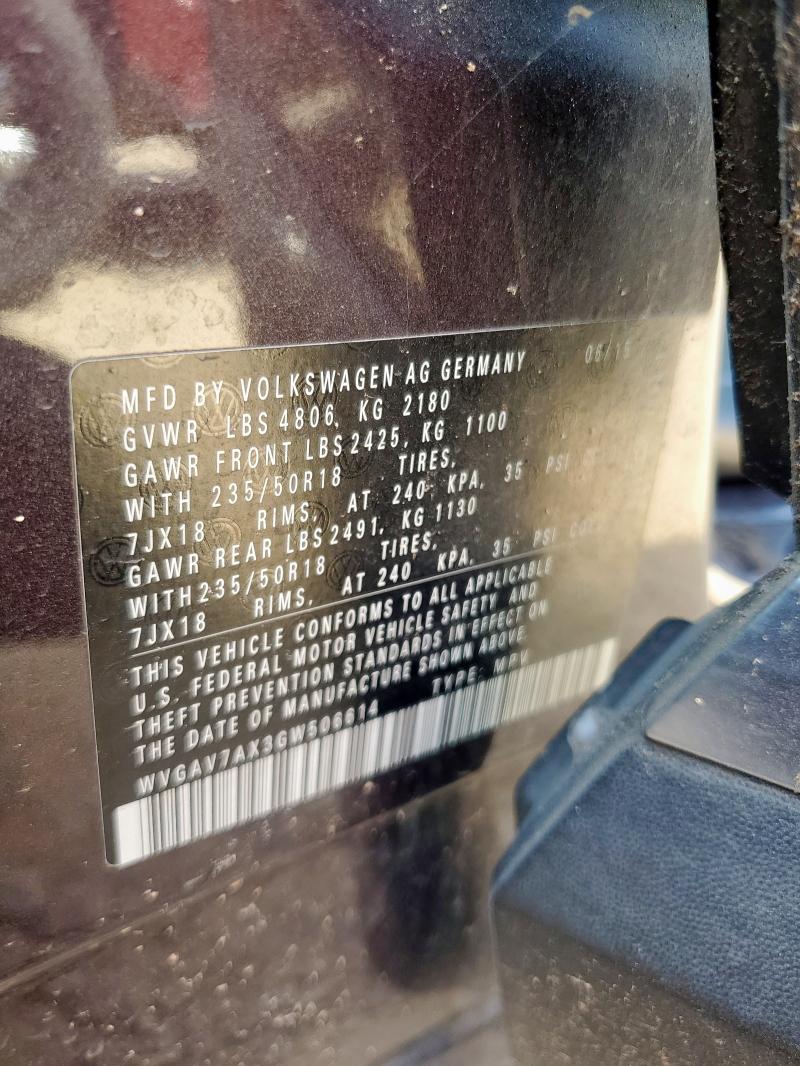 MFD BY VOLKSWAGEN AG GERMANY 06/15
GVWR LBS 4806, KG 2180
GAWR FRONT LBS 2425, KG 1100
WITH 235/50R18 TIRES,
7JX18 RIMS, AT 240 KPA, 35 PSI
GAWR REAR LBS 2491, KG 1130
WITH 235/50R18 TIRES,
7JX18 RIMS, AT 240 KPA, 35 PSI COLD
THIS VEHICLE CONFORMS TO ALL APPLICABLE
U.S. FEDERAL MOTOR VEHICLE SAFETY AND
THEFT PREVENTION STANDARDS IN EFFECT ON
THE DATE OF MANUFACTURE SHOWN ABOVE.
WVGAV7AX3GW506614 TYPE: MPV